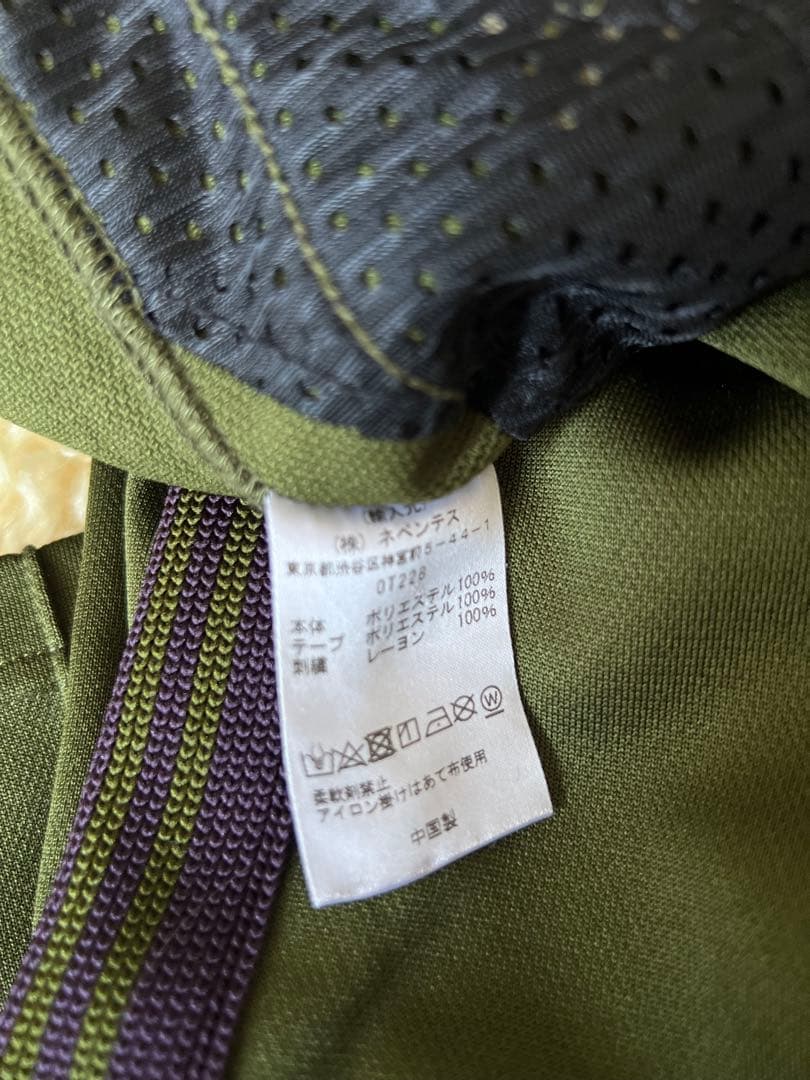 (輸入元)
(株) ネペンテス
東京都渋谷区神宮前5-44-1
OT228
本体 ポリエステル100%
テープ ポリエステル100%
刺繍 レーヨン 100%
W
柔軟剤禁止
アイロン掛けはあて布使用
中国製